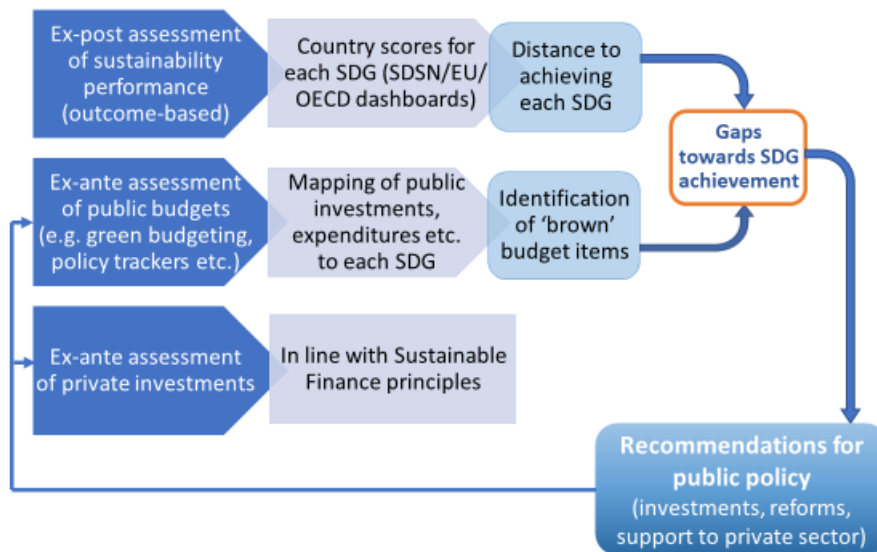 Ex-post assessment
of sustainability
performance
(outcome-based)
Country scores for
each SDG (SDSN/EU/
OECD dashboards)
Distance to
achieving
each SDG
Gaps
towards SDG
achievement
Ex-ante assessment
of public budgets
(e.g. green budgeting,
policy trackers etc.)
Mapping of public
investments,
expenditures etc.
to each SDG
Identification
of ‘brown’
budget items
Ex-ante assessment
of private investments
In line with Sustainable
Finance principles
Recommendations for
public policy
(investments, reforms,
support to private sector)